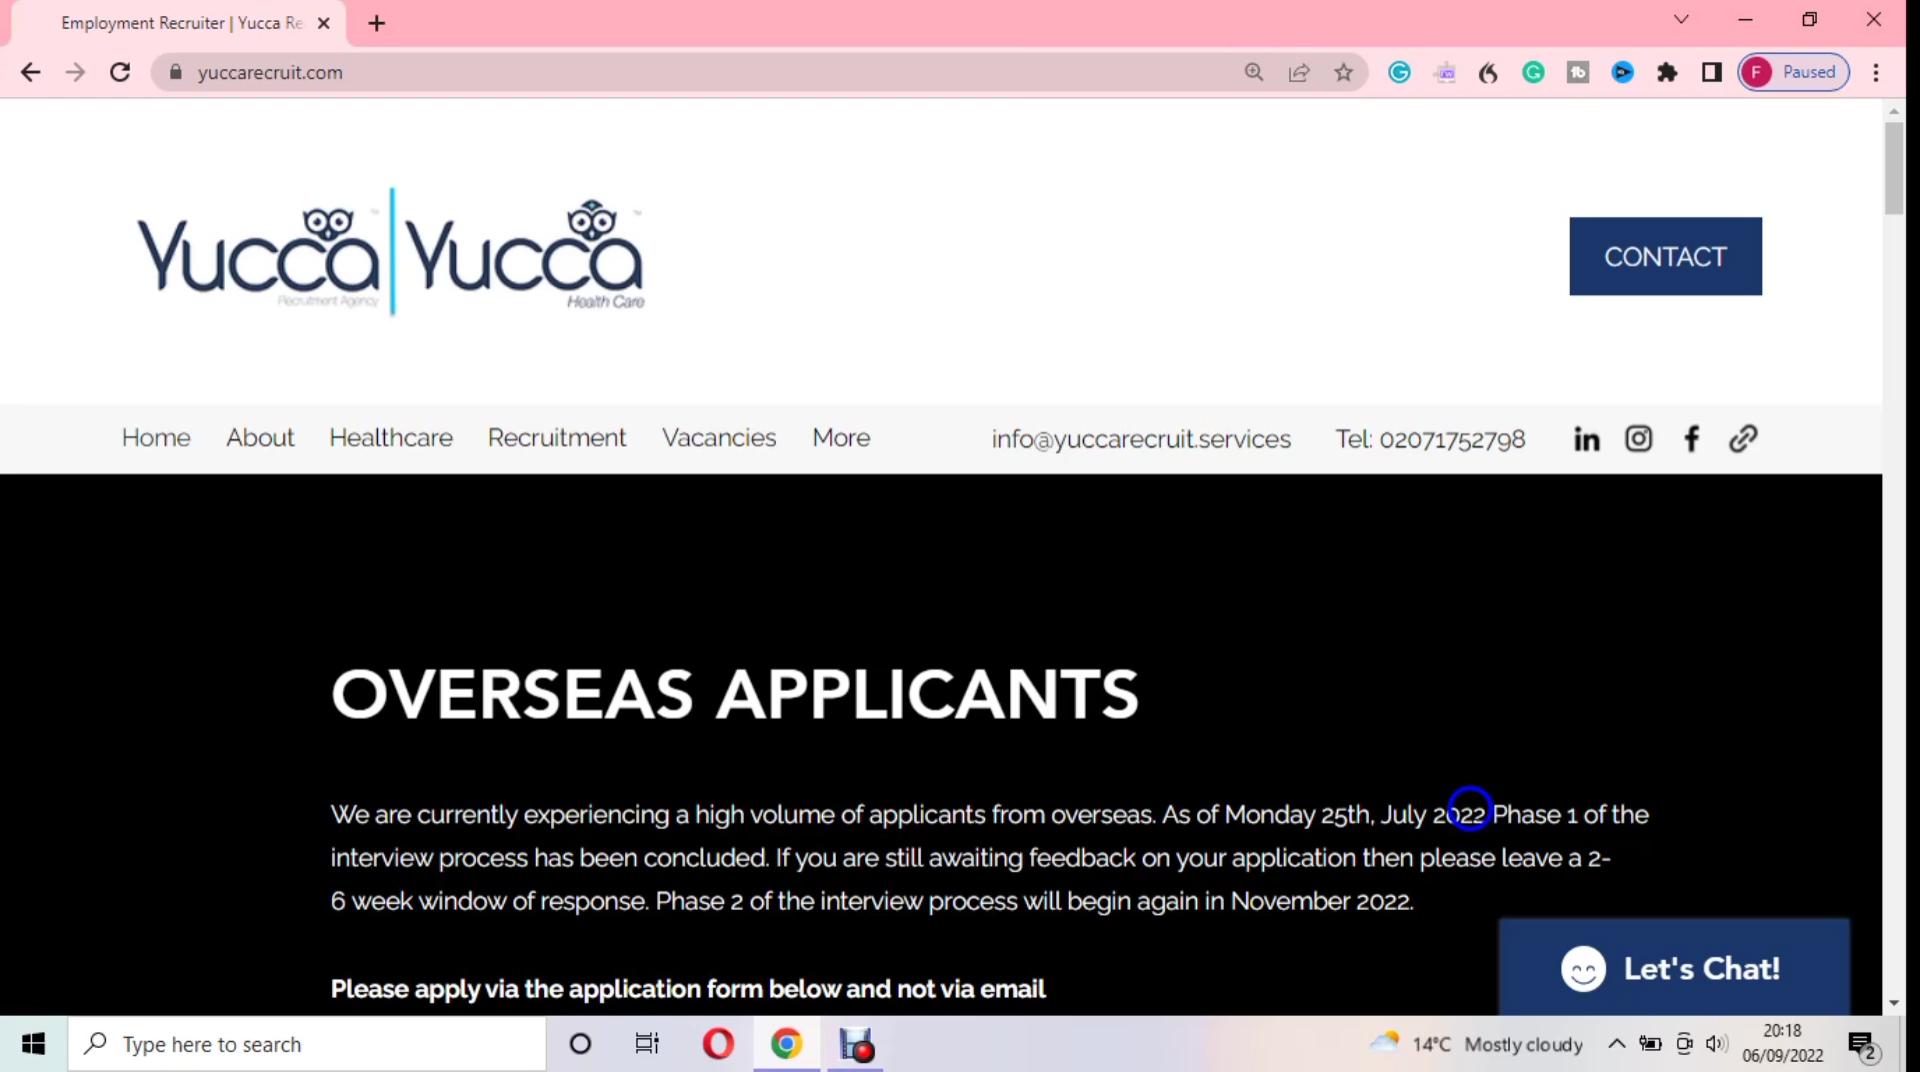 Employment Recruiter | Yucca Re
yuccarecruit.com
Paused
Yucca
Recruitment Agency
Yucca
Health Care
CONTACT
Home About Healthcare Recruitment Vacancies More info@yuccarecruit.services Tel: 02071752798
OVERSEAS APPLICANTS
We are currently experiencing a high volume of applicants from overseas. As of Monday 25th, July 2022 Phase 1 of the
interview process has been concluded. If you are still awaiting feedback on your application then please leave a 2-
6 week window of response. Phase 2 of the interview process will begin again in November 2022.
Please apply via the application form below and not via email
Let's Chat!
Type here to search
14°C Mostly cloudy
20:18
06/09/2022
2